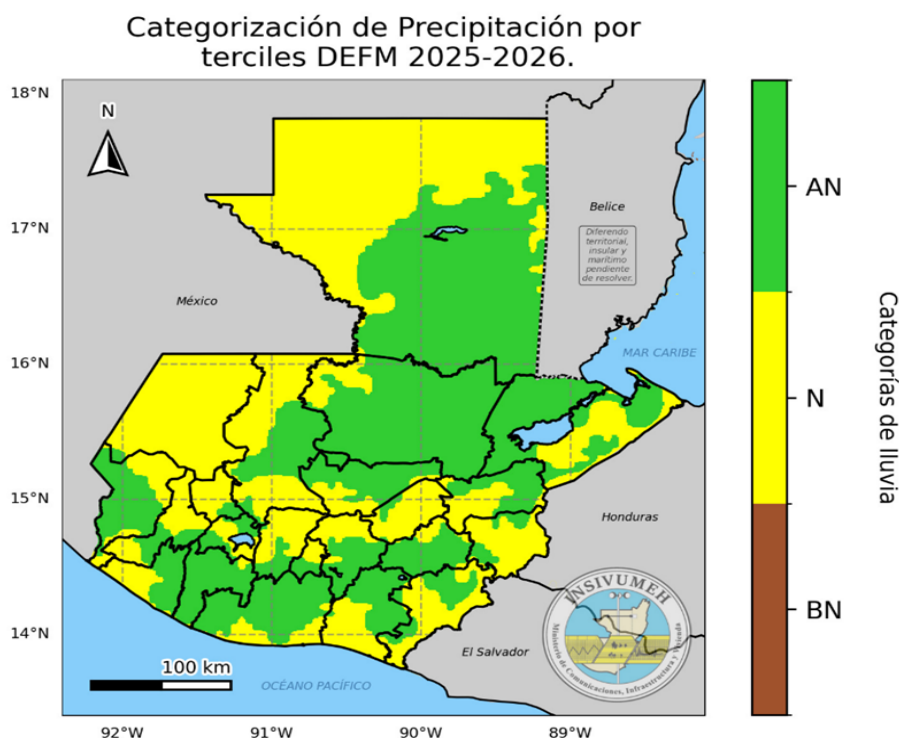 Categorización de Precipitación por
terciles DEFM 2025-2026.
18°N
17°N
16°N
15°N
14°N
N
México
Belice
Diferendo
territorial,
insular y
marítimo
pendiente
de resolver.
MAR CARIBE
Honduras
El Salvador
OCÉANO PACÍFICO
100 km
INSIVUMEH
Ministerio de Comunicaciones, Infraestructura y Vivienda
92°W
91°W
90°W
89°W
AN
N
BN
Categorías de lluvia